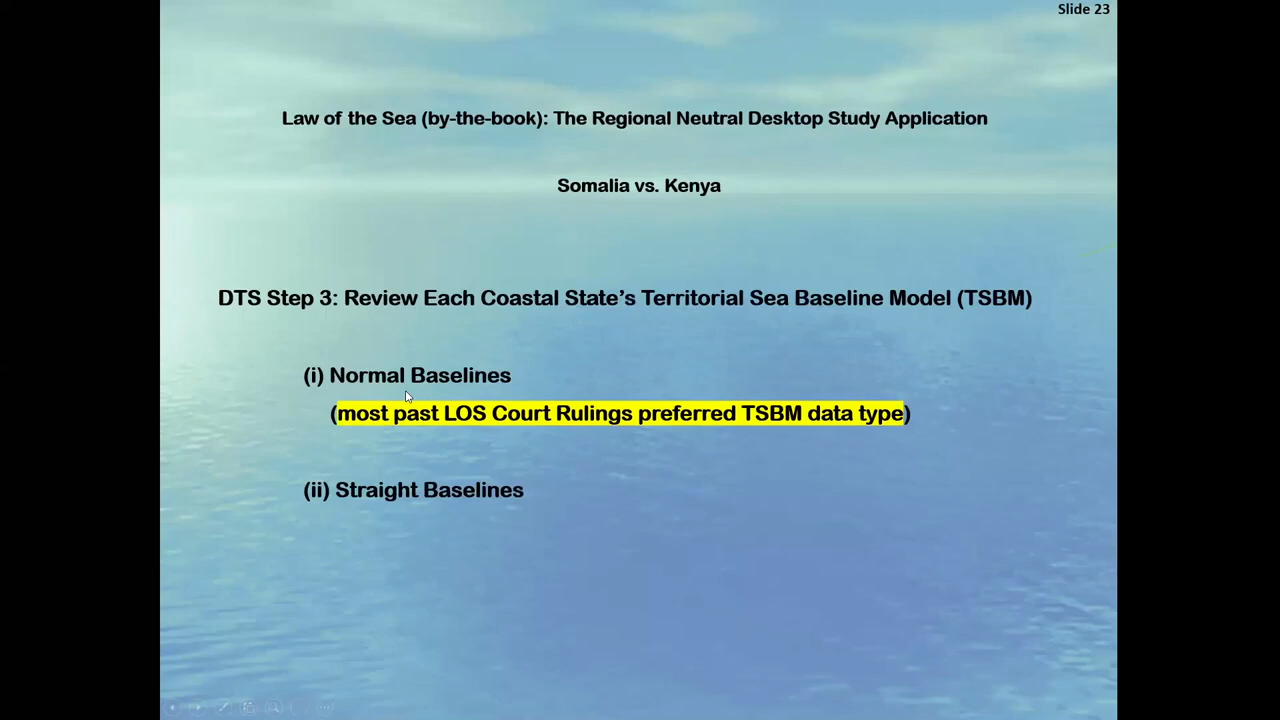 Slide 23
Law of the Sea (by-the-book): The Regional Neutral Desktop Study Application
Somalia vs. Kenya
DTS Step 3: Review Each Coastal State’s Territorial Sea Baseline Model (TSBM)
(i) Normal Baselines
(most past LOS Court Rulings preferred TSBM data type)
(ii) Straight Baselines